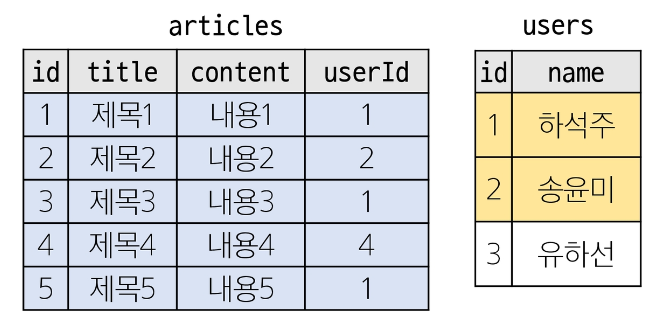 articles
id title content userId
1 제목1 내용1 1
2 제목2 내용2 2
3 제목3 내용3 1
4 제목4 내용4 4
5 제목5 내용5 1
users
id name
1 하석주
2 송윤미
3 유하선